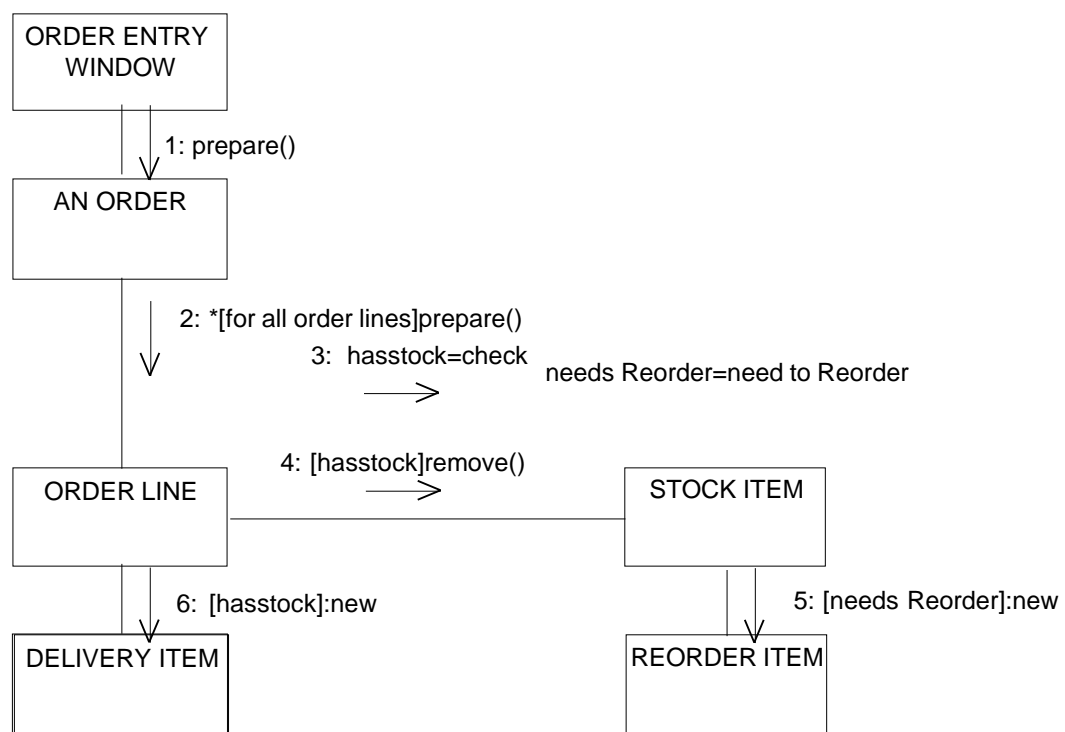 ORDER ENTRY
WINDOW
1: prepare()
AN ORDER
2: *[for all order lines]prepare()
3: hasstock=check
needs Reorder=need to Reorder
4: [hasstock]remove()
ORDER LINE
STOCK ITEM
6: [hasstock]:new
5: [needs Reorder]:new
DELIVERY ITEM
REORDER ITEM